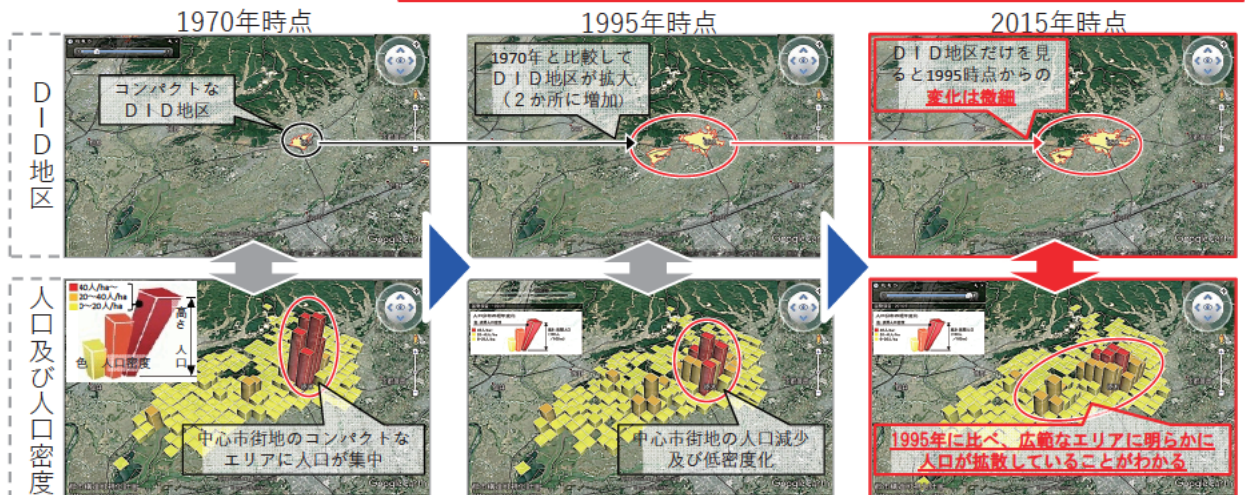 1970年時点
1995年時点
2015年時点
DID地区
コンパクトな
DID地区
1970年と比較して
DID地区が拡大
(2か所に増加)
DID地区だけを見
ると1995時点からの
変化は微細
Google earth
人口及び人口密度
40人/ha~
20~40人/ha
0~20人/ha
高さ
人口
色 人口密度
中心市街地のコンパクトな
エリアに人口が集中
中心市街地の人口減少
及び低密度化
1995年に比べ、広範なエリアに明らかに
人口が拡散していることがわかる